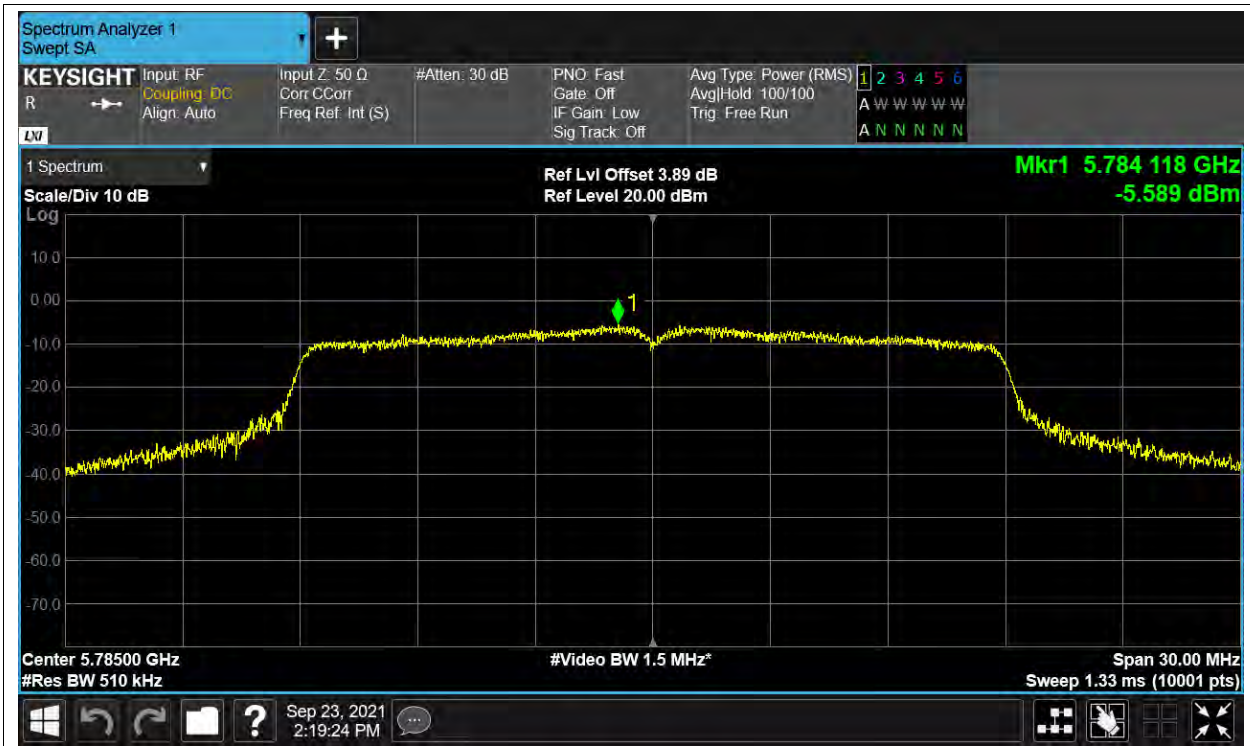 Spectrum Analyzer 1
Swept SA
+
KEYSIGHT
R
LXI
Input: RF
Coupling: DC
Align: Auto
Input Z: 50 Ω
Corr CCorr
Freq Ref: Int (S)
#Atten: 30 dB
PNO: Fast
Gate: Off
IF Gain: Low
Sig Track: Off
Avg Type: Power (RMS)
Avg|Hold: 100/100
Trig: Free Run
1 2 3 4 5 6
A W W W W W
A N N N N N
1 Spectrum
Scale/Div 10 dB
Log
Ref Lvl Offset 3.89 dB
Ref Level 20.00 dBm
Mkr1 5.784 118 GHz
-5.589 dBm
10.0
0.00
1
-10.0
-20.0
-30.0
-40.0
-50.0
-60.0
-70.0
Center 5.78500 GHz
#Res BW 510 kHz
#Video BW 1.5 MHz*
Span 30.00 MHz
Sweep 1.33 ms (10001 pts)
?
Sep 23, 2021
2:19:24 PM